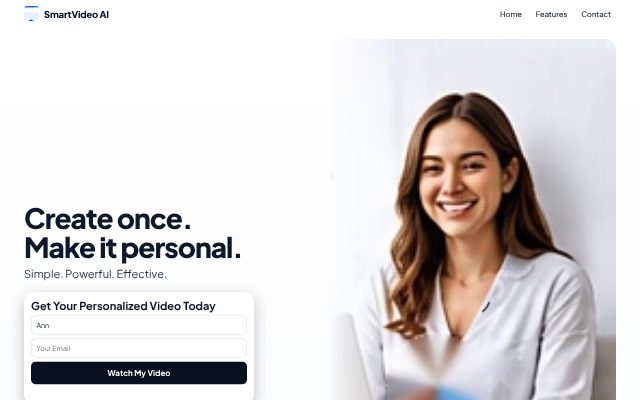 SmartVideo AI
Home Features Contact
Create once.
Make it personal.
Simple. Powerful. Effective.
Get Your Personalized Video Today
Ann
Your Email
Watch My Video